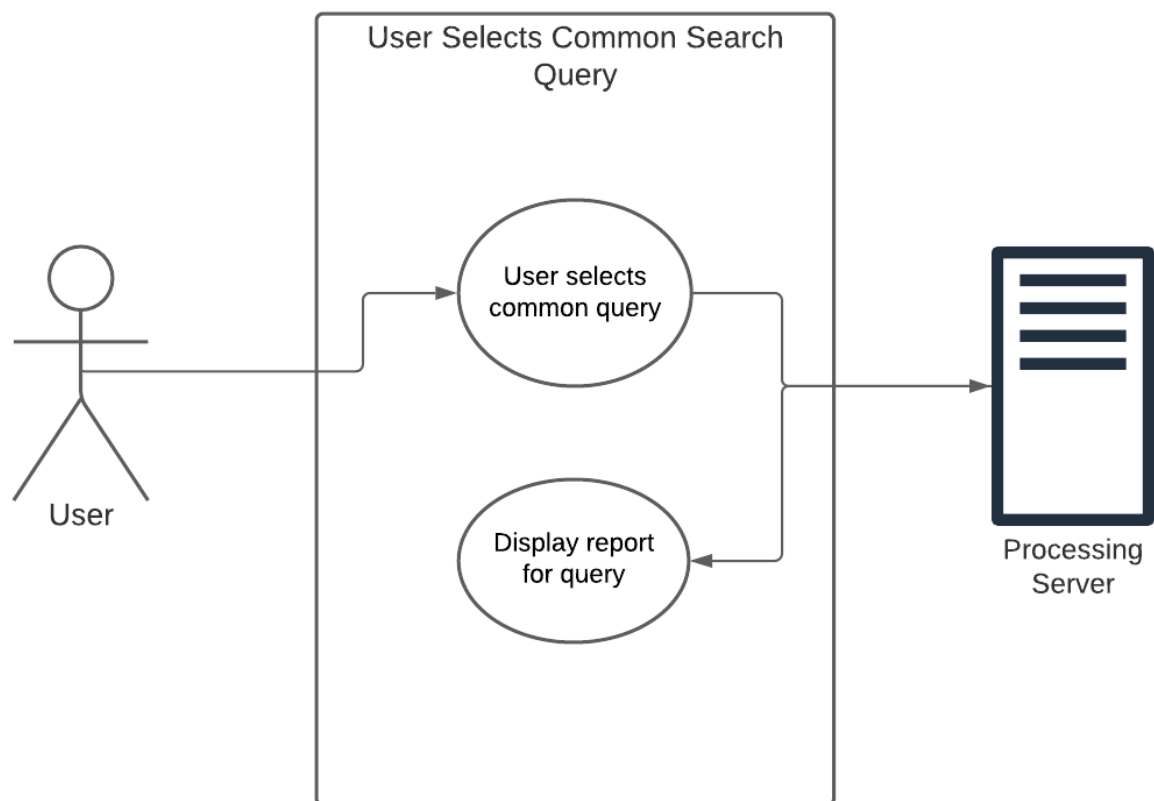 User Selects Common Search
Query
User selects
common query
User
Display report
for query
Processing
Server